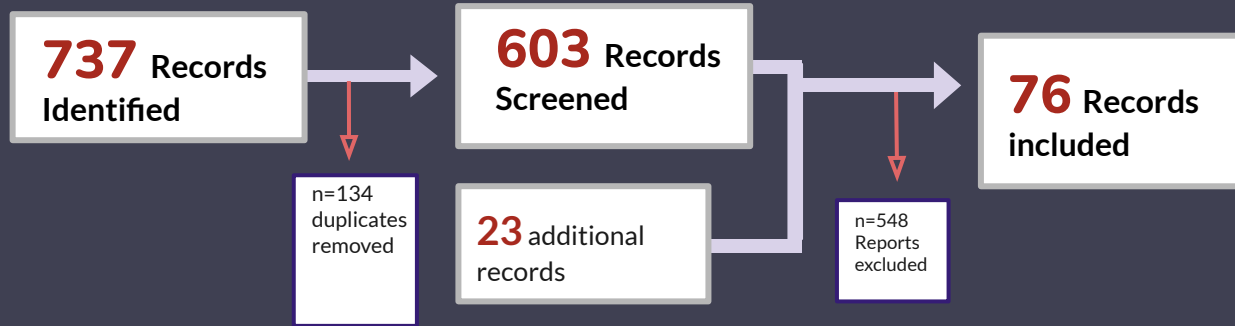 737 Records
Identified
n=134
duplicates
removed
603 Records
Screened
23 additional
records
n=548
Reports
excluded
76 Records
included